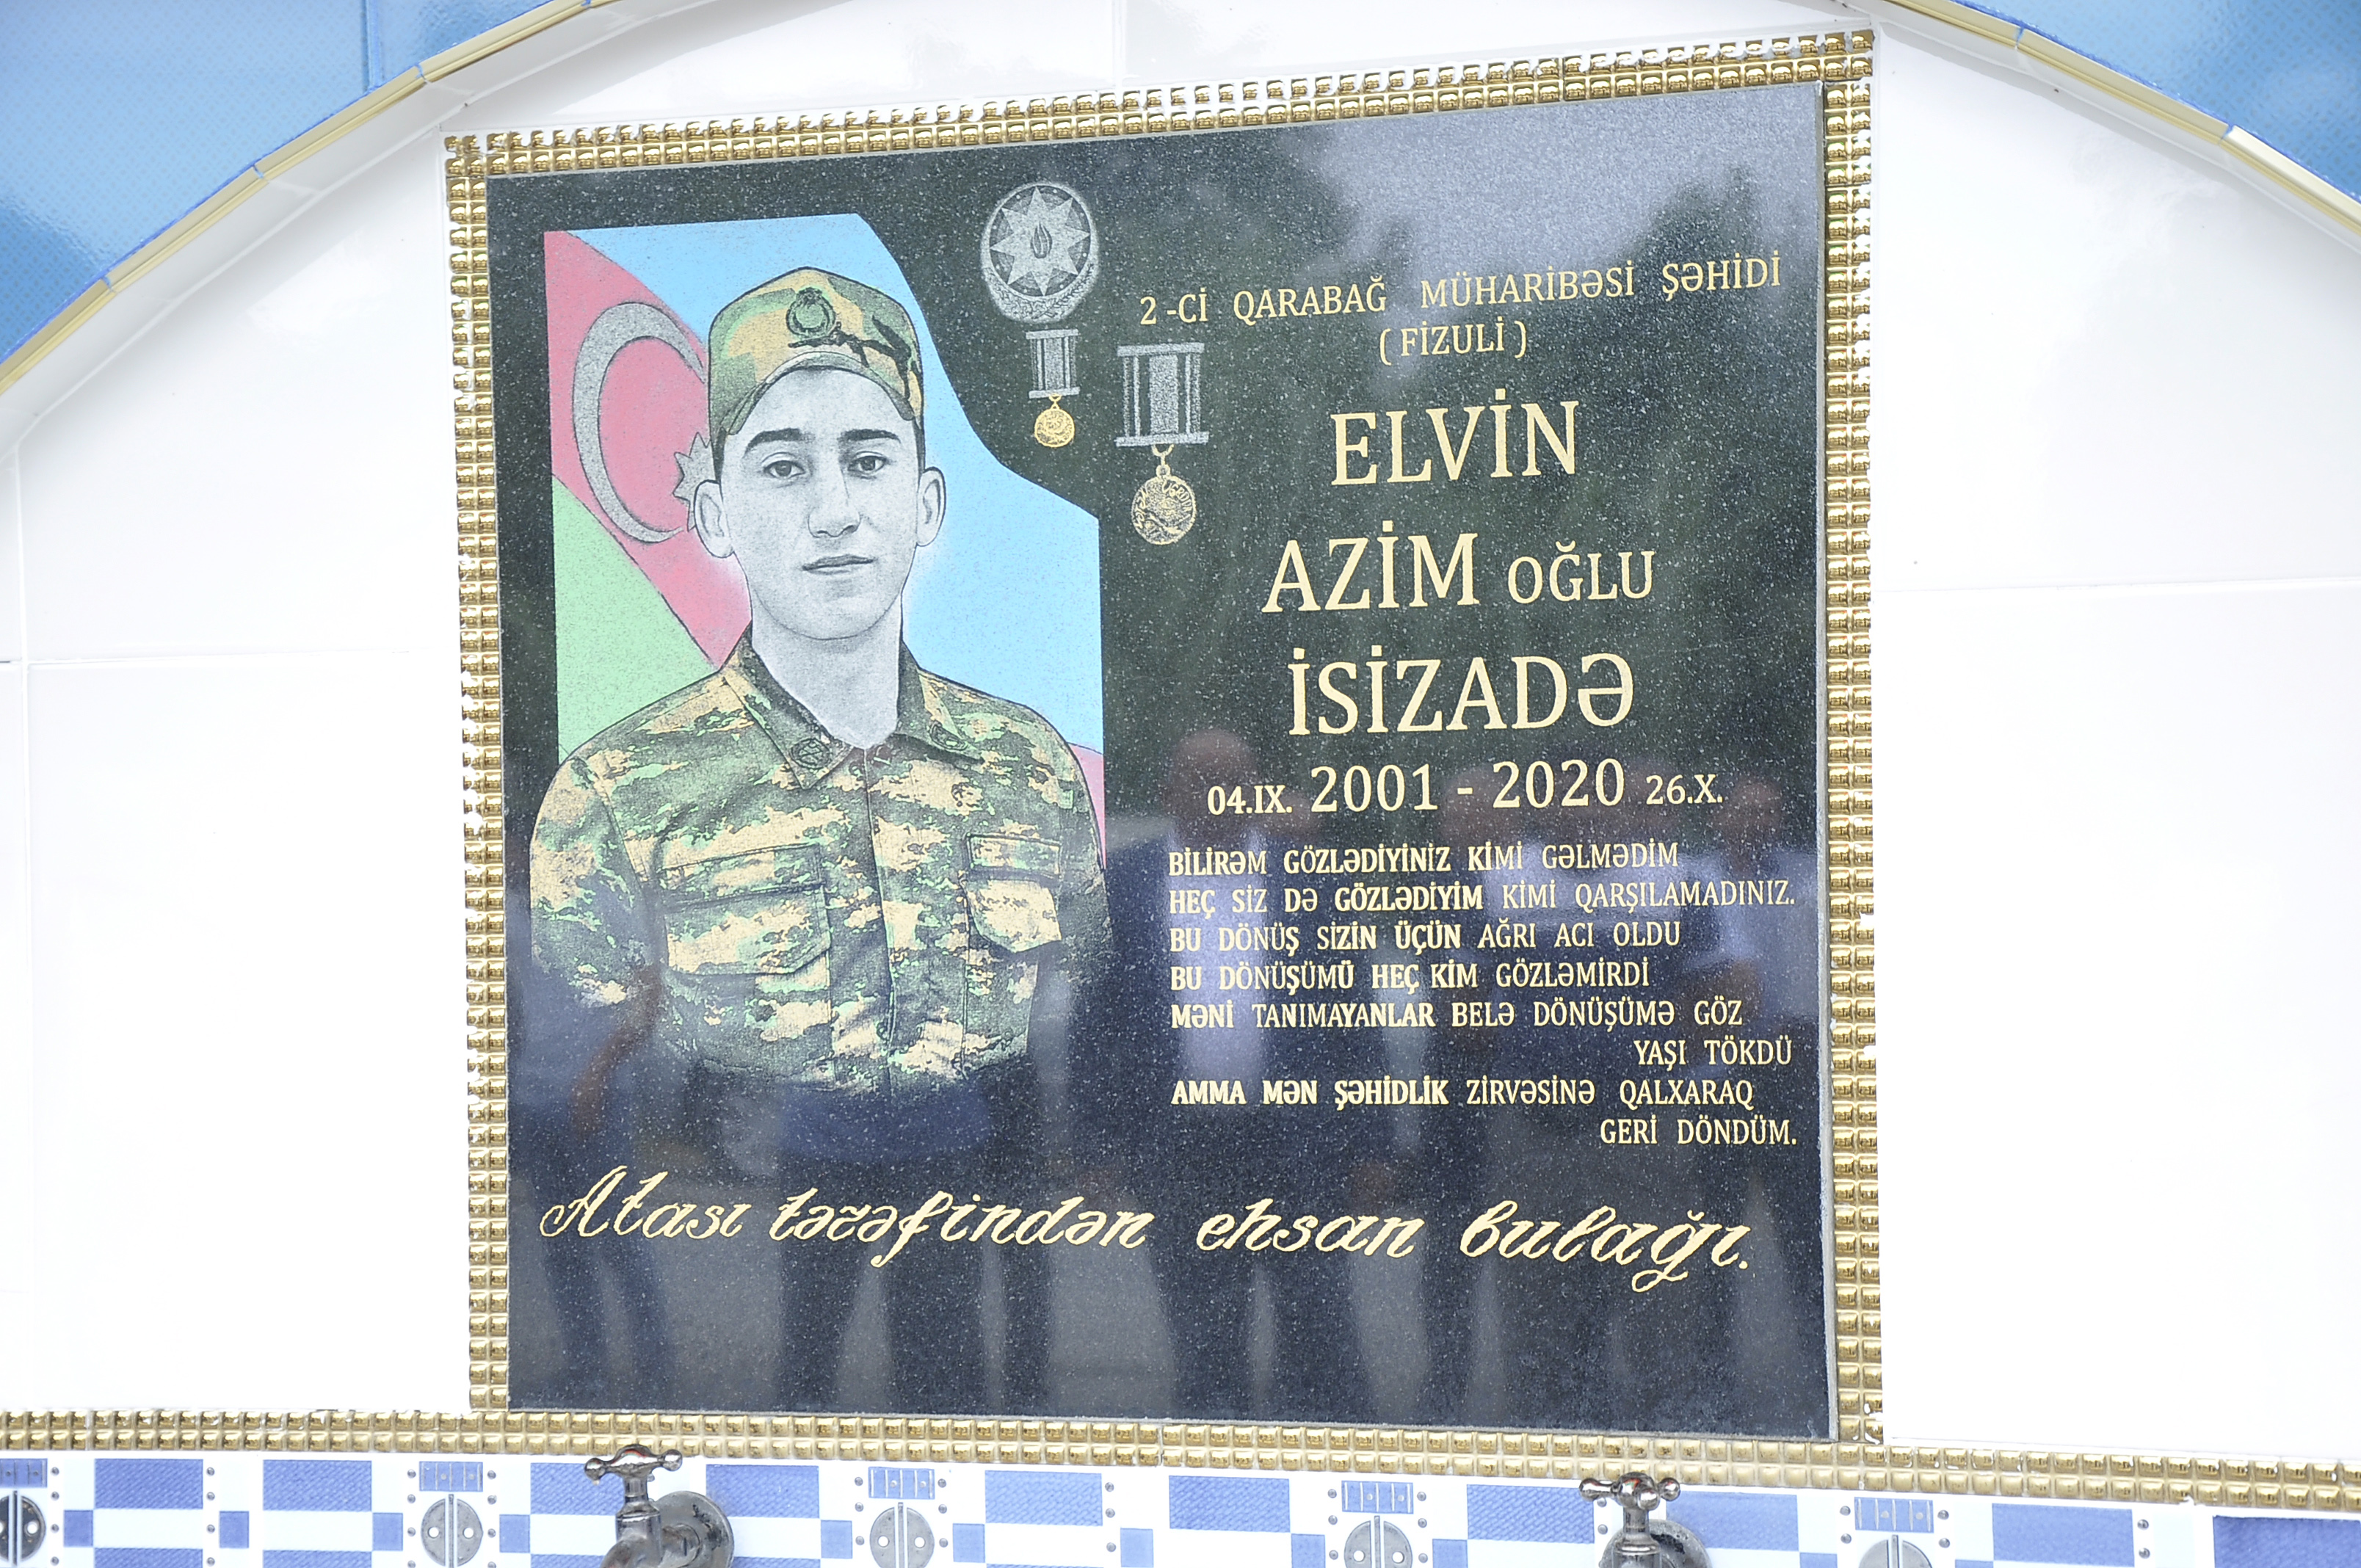 2 -Cİ QARABAĞ MÜHARİBƏSİ ŞƏHİDİ
( FİZULİ )
ELVİN
AZİM OĞLU
İSİZADƏ
04.IX. 2001 - 2020 26.X.
BİLİRƏM GÖZLƏDİYİNİZ KİMİ GƏLMƏDİM
HEÇ SİZ DƏ GÖZLƏDİYİM KİMİ QARŞILAMADINIZ.
BU DÖNÜŞ SİZİN ÜÇÜN AĞRI ACI OLDU
BU DÖNÜŞÜMÜ HEÇ KİM GÖZLƏMİRDİ
MƏNİ TANIMAYANLAR BELƏ DÖNÜŞÜMƏ GÖZ
YAŞI TÖKDÜ
AMMA MƏN ŞƏHİDLİK ZİRVƏSİNƏ QALXARAQ
GERİ DÖNDÜM.
Atası tərəfindən ehsan bulağı.